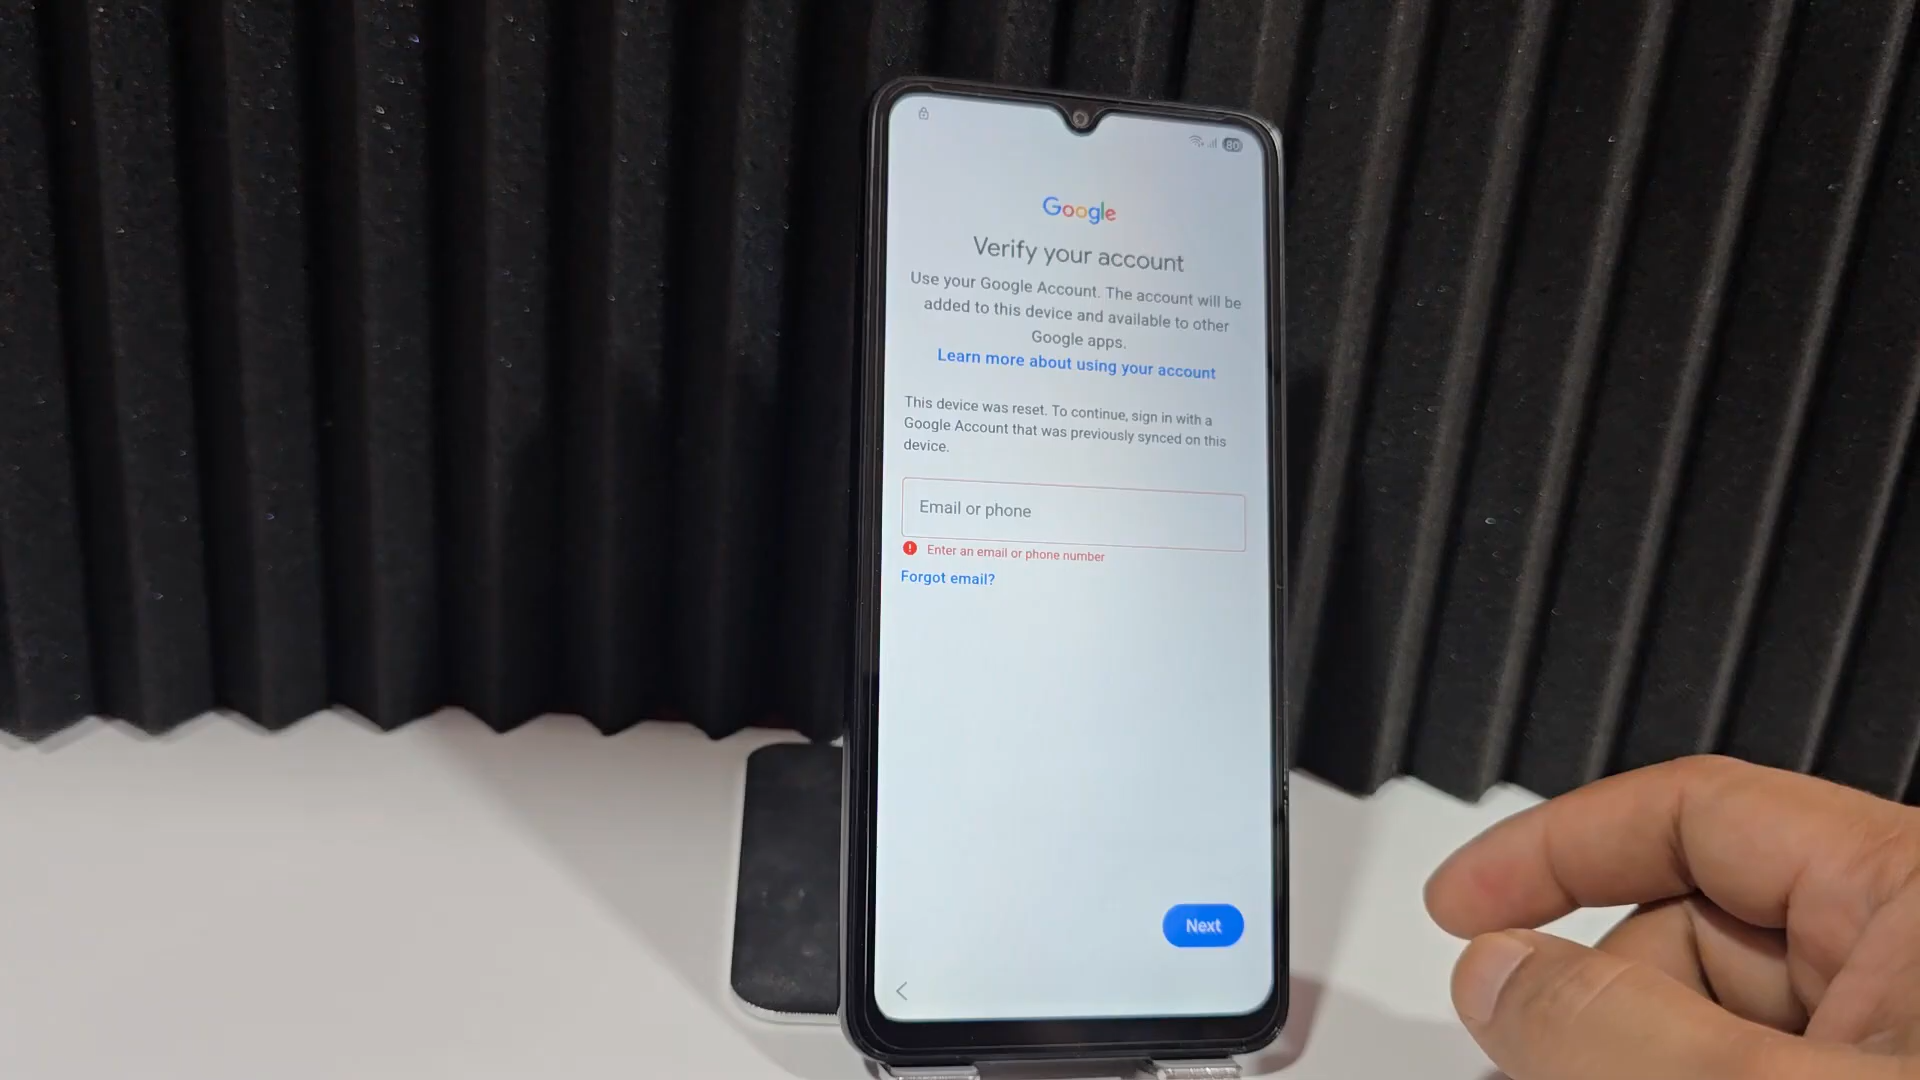 80
Google
Verify your account
Use your Google Account. The account will be
added to this device and available to other
Google apps.
Learn more about using your account
This device was reset. To continue, sign in with a
Google Account that was previously synced on this
device.
Email or phone
Enter an email or phone number
Forgot email?
Next